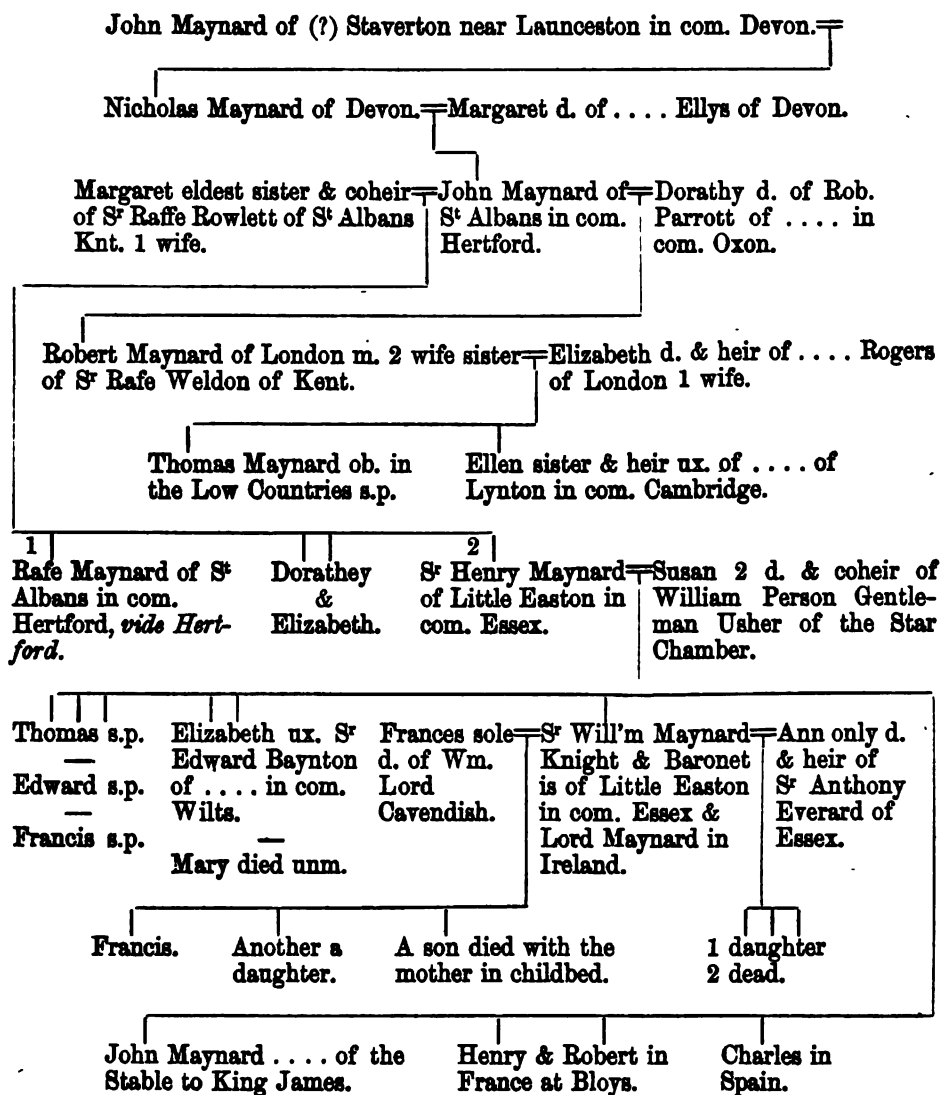 John Maynard of (?) Staverton near Launceston in com. Devon.=
Nicholas Maynard of Devon.=Margaret d. of . . . . Ellys of Devon.
Margaret eldest sister & coheir=
of Sr Raffe Rowlett of St Albans
Knt. 1 wife.
John Maynard of=
St Albans in com.
Hertford.
Dorathy d. of Rob.
Parrott of . . . . in
com. Oxon.
Robert Maynard of London m. 2 wife sister=
of Sr Rafe Weldon of Kent.
Elizabeth d. & heir of . . . . Rogers
of London 1 wife.
Thomas Maynard ob. in
the Low Countries s.p.
Ellen sister & heir ux. of . . . . of
Lynton in com. Cambridge.
1
Rafe Maynard of St
Albans in com.
Hertford, vide Hert-
ford.
Dorathey
&
Elizabeth.
2
Sr Henry Maynard=
of Little Easton in
com. Essex.
Susan 2 d. & coheir of
William Person Gentle-
man Usher of the Star
Chamber.
Thomas s.p.
—
Edward s.p.
—
Francis s.p.
Elizabeth ux. Sr
Edward Baynton
of . . . . in com.
Wilts.
—
Mary died unm.
Frances sole=
d. of Wm.
Lord
Cavendish.
Sr Will'm Maynard=
Knight & Baronet
is of Little Easton
in com. Essex &
Lord Maynard in
Ireland.
Ann only d.
& heir of
Sr Anthony
Everard of
Essex.
Francis.
Another a
daughter.
A son died with the
mother in childbed.
1 daughter
2 dead.
John Maynard . . . . of the
Stable to King James.
Henry & Robert in
France at Bloys.
Charles in
Spain.